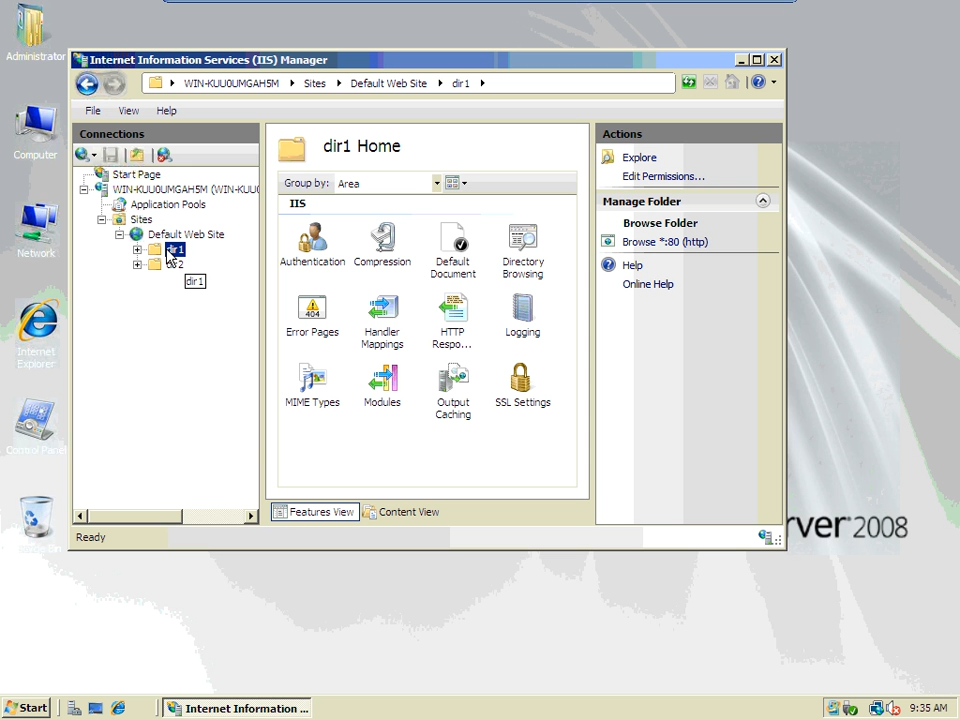 Administrator
Computer
Network
Internet
Explorer
Control Panel
Internet Information Services (IIS) Manager
WIN-KUU0UMGAH5M
Sites
Default Web Site
dir1
File
View
Help
Connections
Start Page
WIN-KUU0UMGAH5M (WIN-KUU0
Application Pools
Sites
Default Web Site
dir1
dir1
dir1 Home
Group by:
Area
IIS
Authentication
Compression
Default
Document
Directory
Browsing
Error Pages
Handler
Mappings
HTTP
Respo...
Logging
MIME Types
Modules
Output
Caching
SSL Settings
Features View
Content View
Actions
Explore
Edit Permissions...
Manage Folder
Browse Folder
Browse *:80 (http)
Help
Online Help
Ready
rver 2008
Start
Internet Information ...
9:35 AM